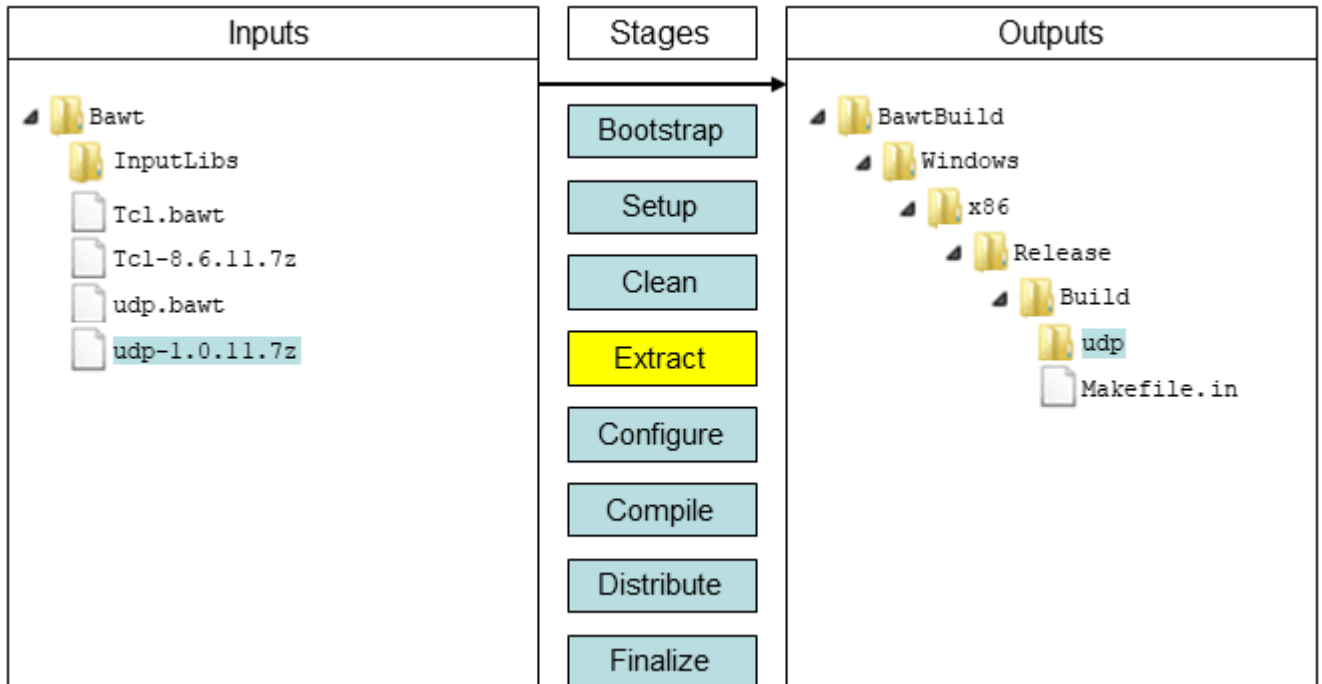 Inputs
Stages
Outputs
Bawt
InputLibs
Tcl.bawt
Tcl-8.6.11.7z
udp.bawt
udp-1.0.11.7z
Bootstrap
Setup
Clean
Extract
Configure
Compile
Distribute
Finalize
BawtBuild
Windows
x86
Release
Build
udp
Makefile.in